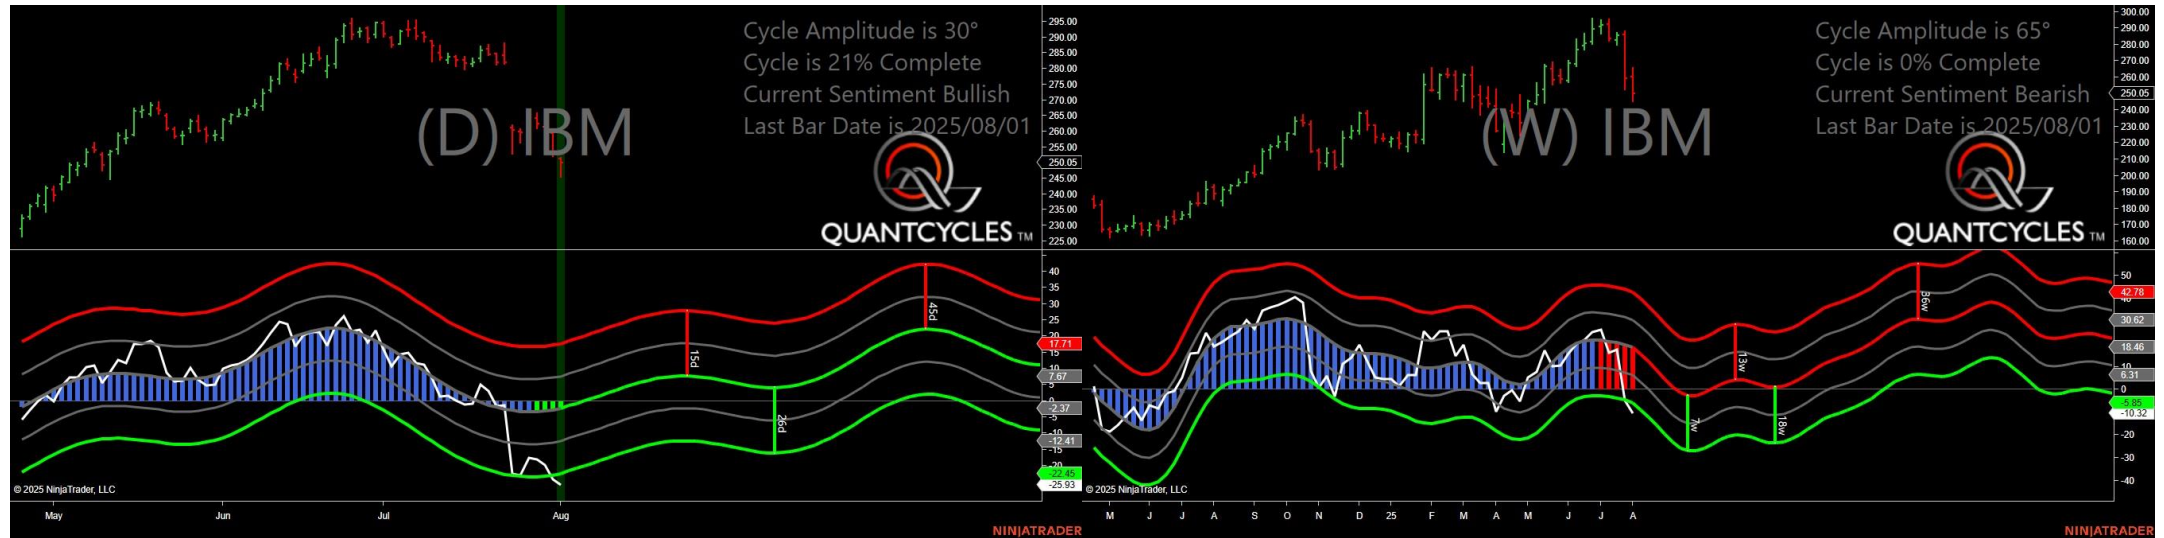 Cycle Amplitude is 30°
Cycle is 21% Complete
Current Sentiment Bullish
Last Bar Date is 2025/08/01
(D) IBM
QUANTCYCLES TM
295.00
290.00
285.00
280.00
275.00
270.00
265.00
260.00
255.00
250.05
245.00
240.00
235.00
230.00
225.00
40
35
30
25
20
17.71
15
10
7.67
5
0
-2.37
-5
-10
-12.41
-20
-22.45
-25.93
15d
26d
45d
© 2025 NinjaTrader, LLC
May
Jun
Jul
Aug
NINJATRADER
Cycle Amplitude is 65°
Cycle is 0% Complete
Current Sentiment Bearish
Last Bar Date is 2025/08/01
(W) IBM
QUANTCYCLES TM
300.00
290.00
280.00
270.00
260.00
250.05
240.00
230.00
220.00
210.00
200.00
190.00
180.00
170.00
160.00
50
42.78
30.62
18.46
10
6.31
0
-5.85
-10.32
-20
-30
-40
7w
13w
18w
36w
© 2025 NinjaTrader, LLC
M
J
J
A
S
O
N
D
25
F
M
A
M
J
J
A
NINJATRADER